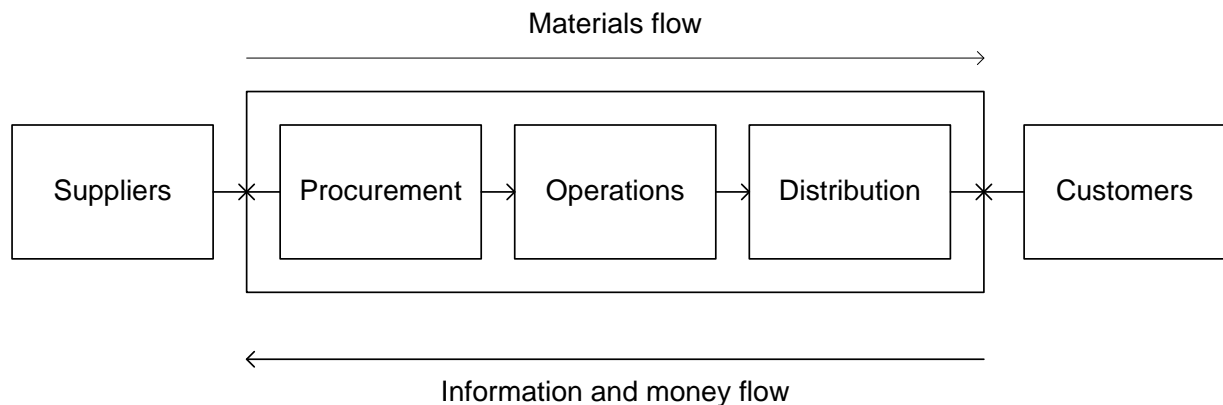 Materials flow
Suppliers
Procurement
Operations
Distribution
Customers
Information and money flow